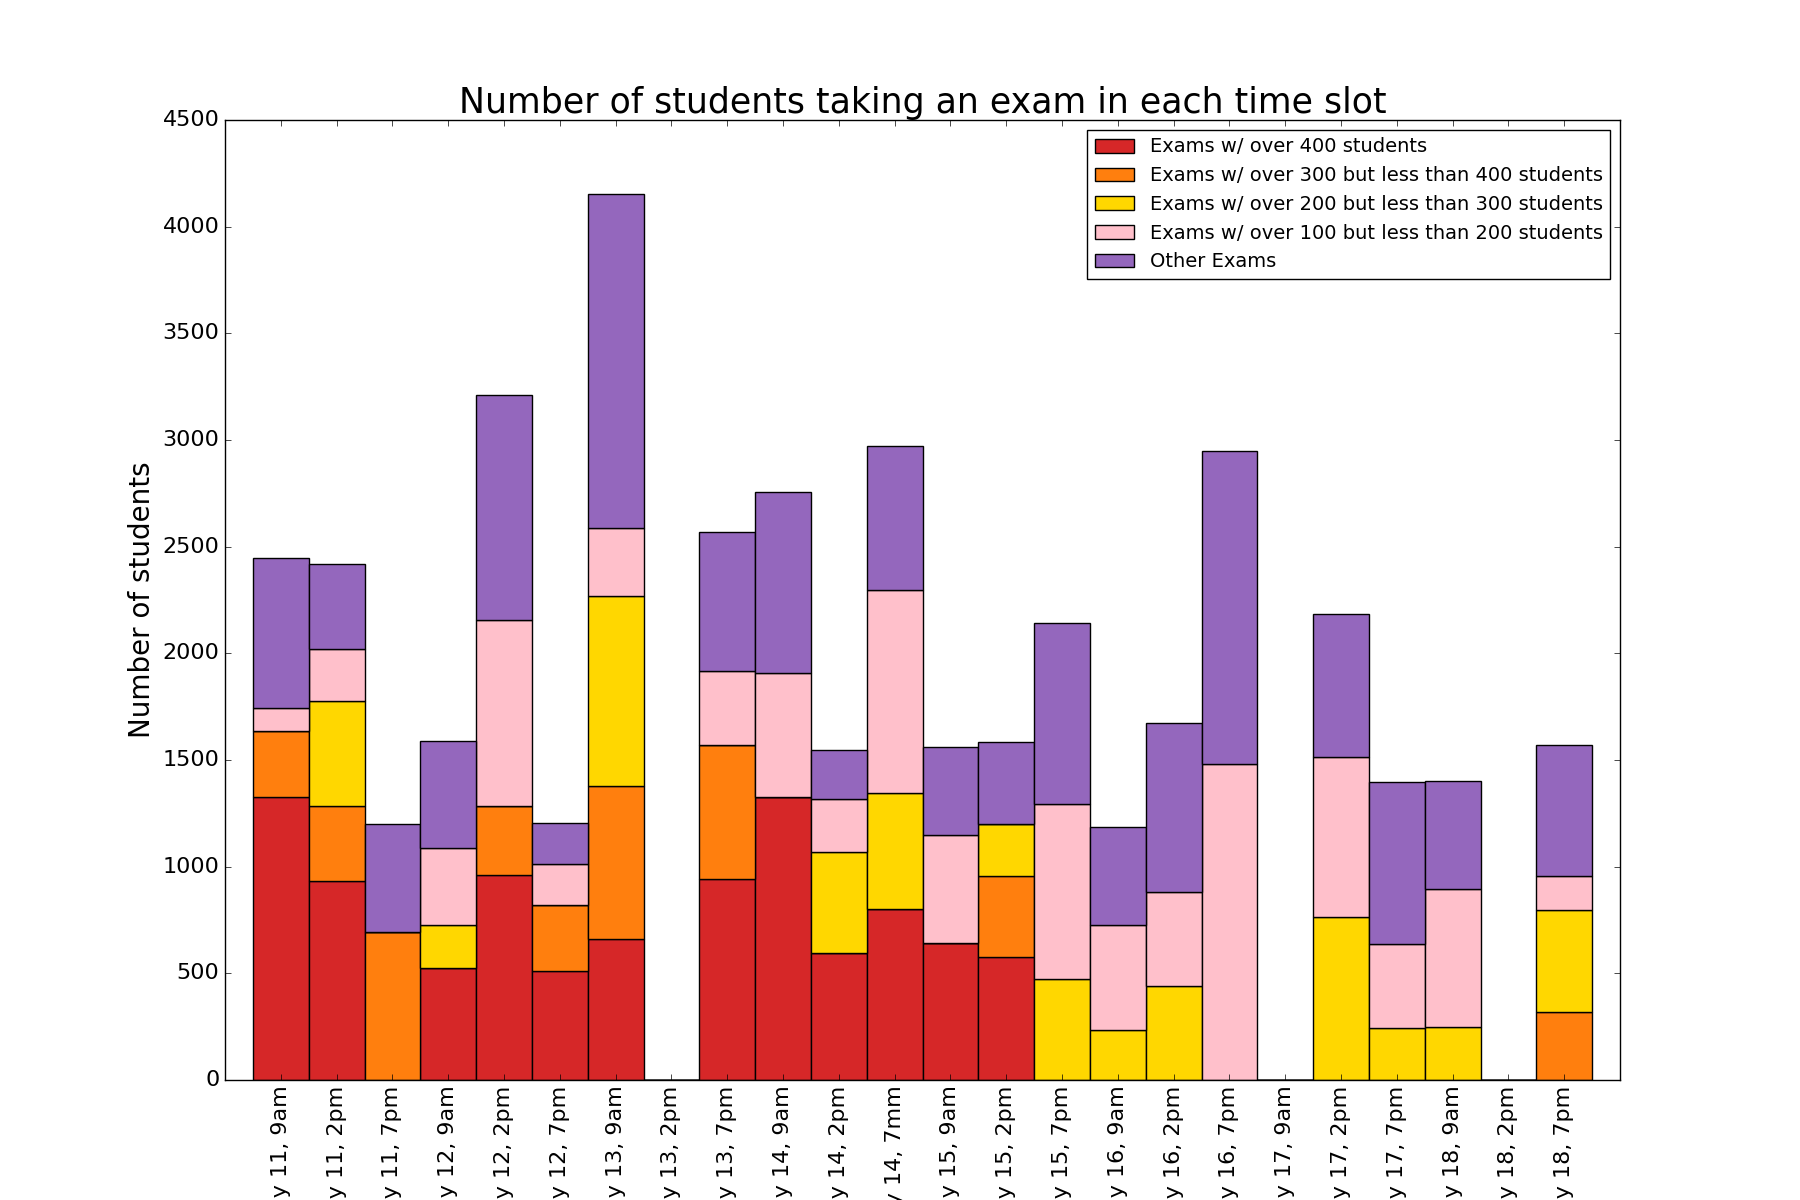 Number of students taking an exam in each time slot
Exams w/ over 400 students
Exams w/ over 300 but less than 400 students
Exams w/ over 200 but less than 300 students
Exams w/ over 100 but less than 200 students
Other Exams
Number of students
4500
4000
3500
3000
2500
2000
1500
1000
500
0
y 11, 9am
y 11, 2pm
y 11, 7pm
y 12, 9am
y 12, 2pm
y 12, 7pm
y 13, 9am
y 13, 2pm
y 13, 7pm
y 14, 9am
y 14, 2pm
y 14, 7mm
y 15, 9am
y 15, 2pm
y 15, 7pm
y 16, 9am
y 16, 2pm
y 16, 7pm
y 17, 9am
y 17, 2pm
y 17, 7pm
y 18, 9am
y 18, 2pm
y 18, 7pm